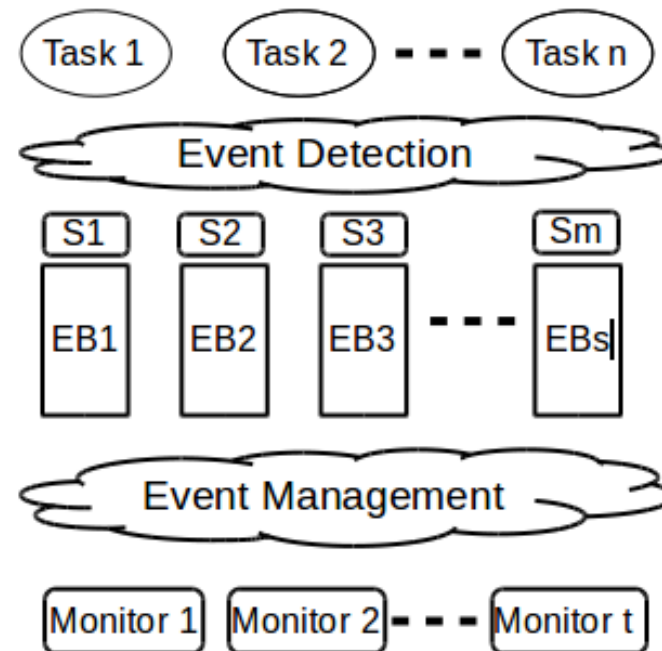 Task 1 Task 2 Task n
Event Detection
S1 S2 S3 Sm
EB1 EB2 EB3 EBs
Event Management
Monitor 1 Monitor 2 Monitor t